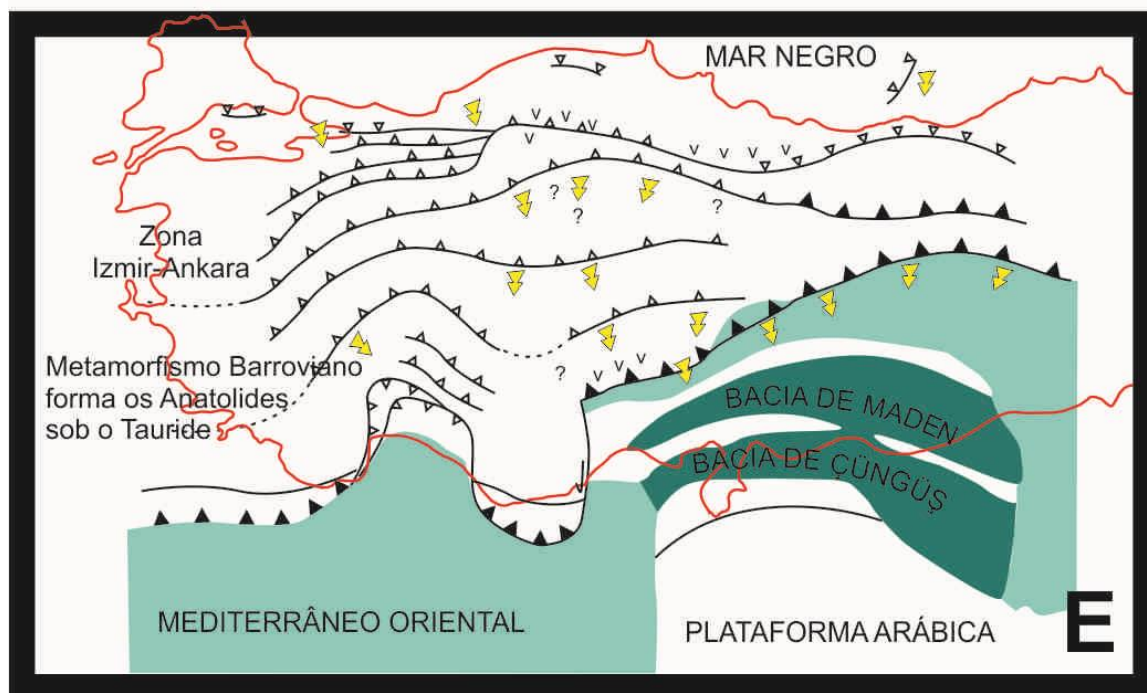 MAR NEGRO
v v v v
v
v v v v
?
?
?
Zona
Izmir-Ankara
Metamorfismo Barroviano
forma os Anatolides
sob o Tauride
v v v
?
BACIA DE MADEN
BACIA DE ÇÜNGÜŞ
MEDITERRÂNEO ORIENTAL
PLATAFORMA ARÁBICA
E